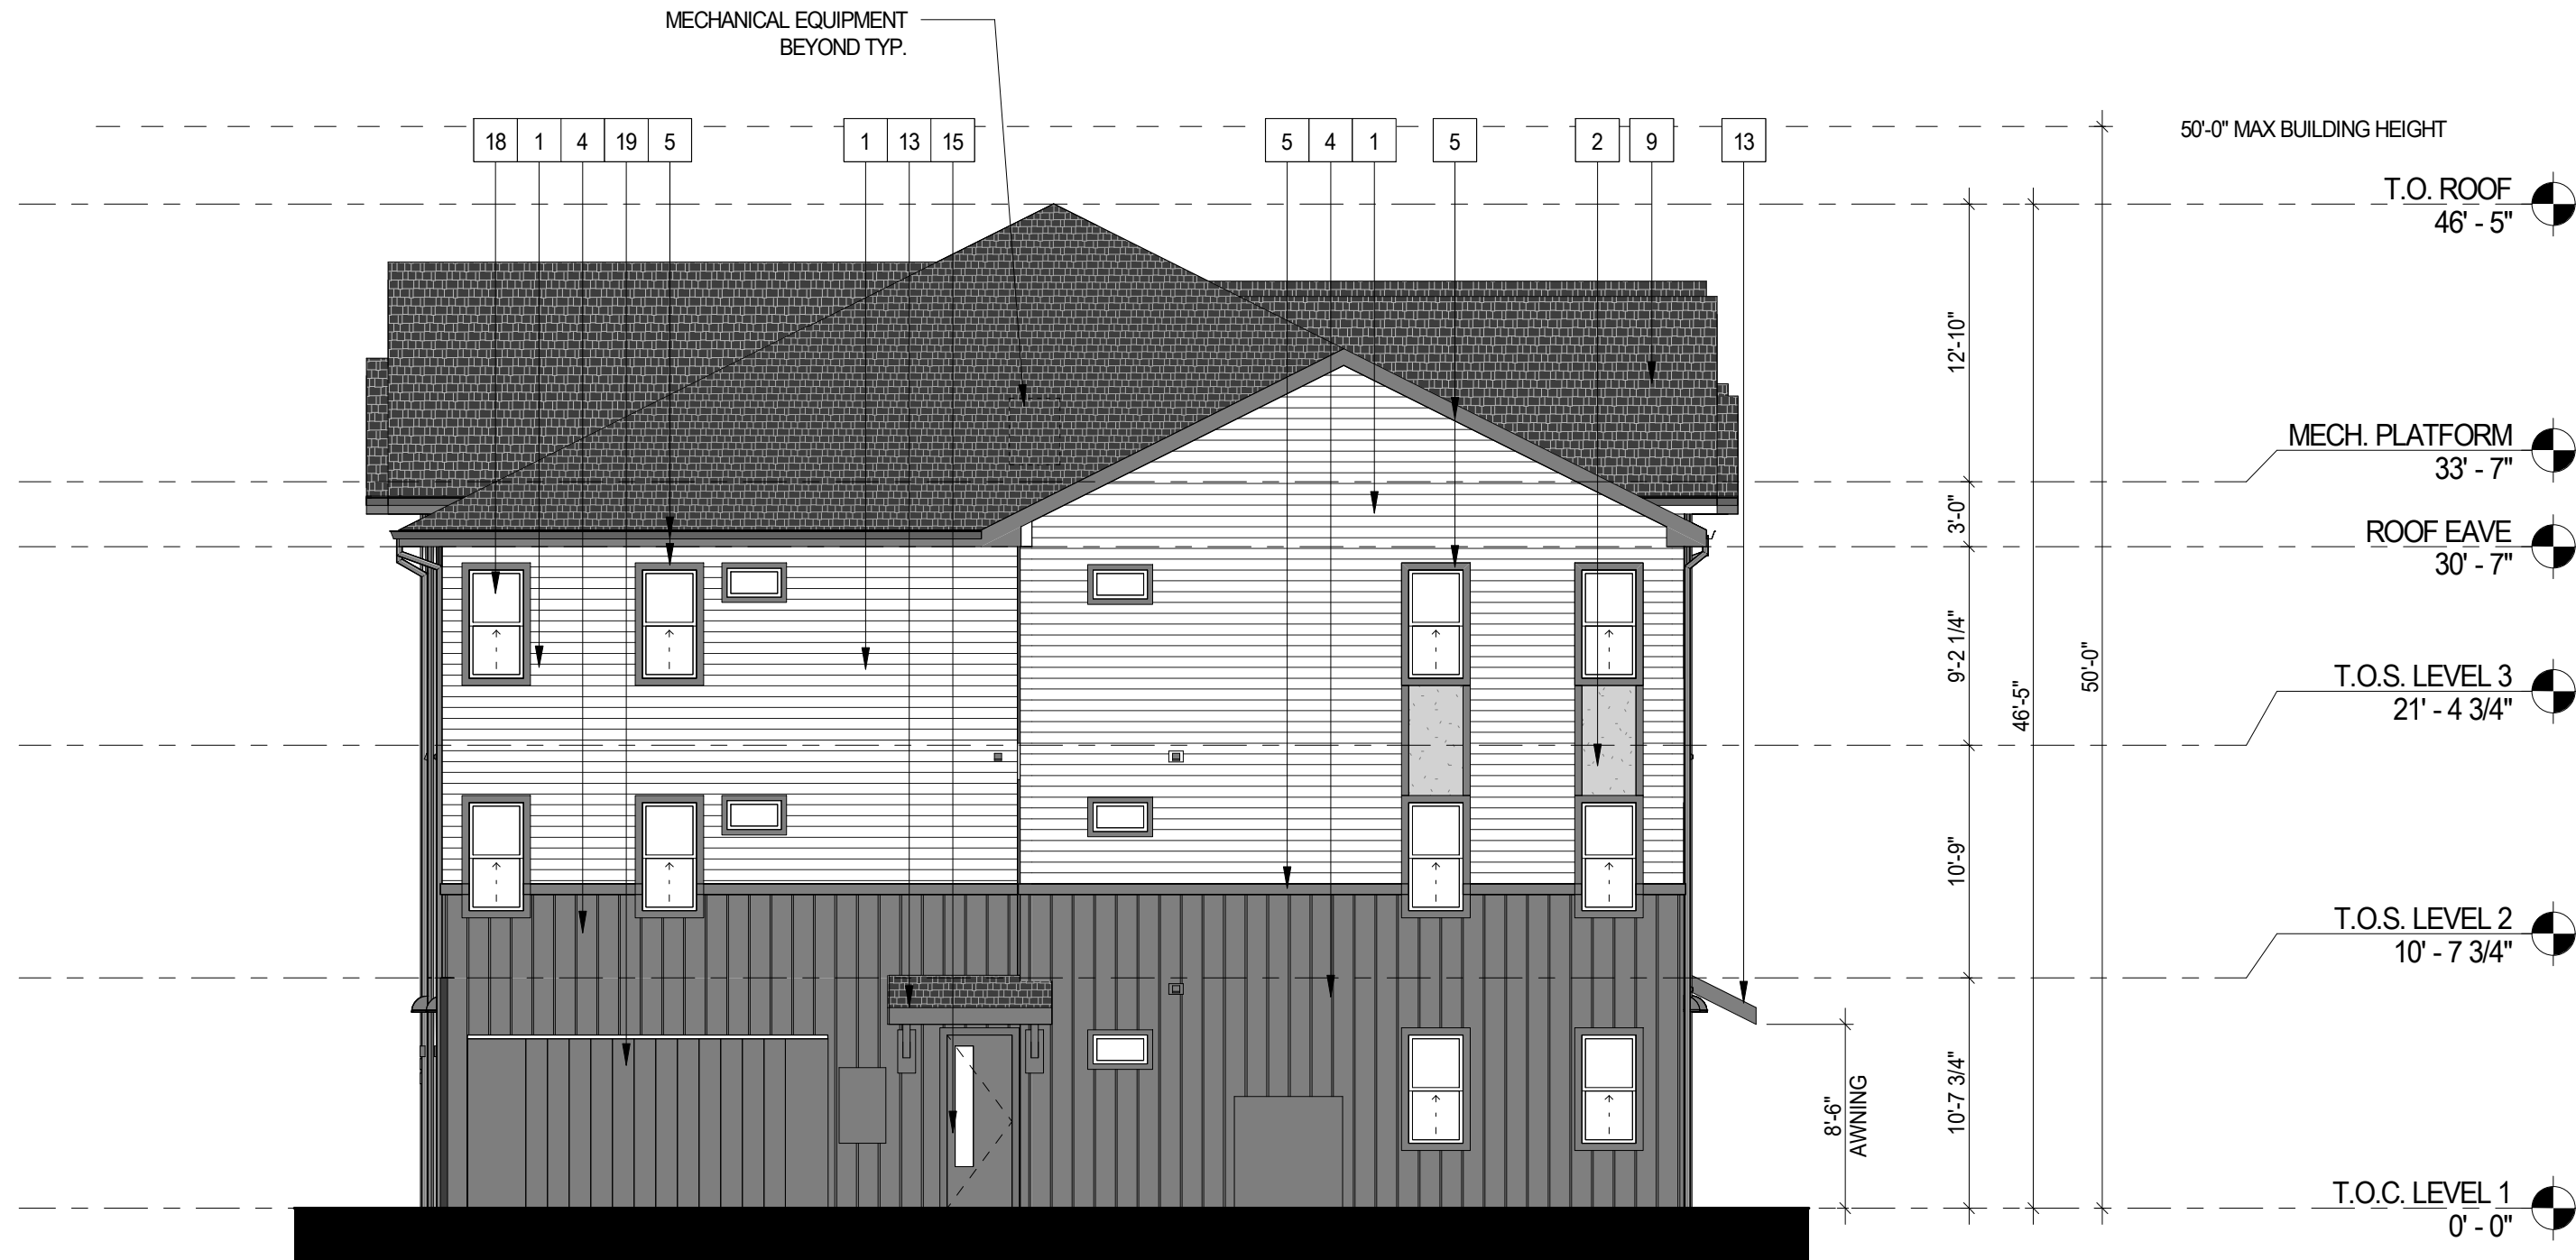 MECHANICAL EQUIPMENT
BEYOND TYP.
18 1 4 19 5 1 13 15 5 4 1 5 2 9 13
50'-0" MAX BUILDING HEIGHT
T.O. ROOF
46' - 5"
MECH. PLATFORM
33' - 7"
ROOF EAVE
30' - 7"
T.O.S. LEVEL 3
21' - 4 3/4"
T.O.S. LEVEL 2
10' - 7 3/4"
T.O.C. LEVEL 1
0' - 0"
12'-10"
3'-0"
9'-2 1/4"
10'-9"
10'-7 3/4"
46'-5"
50'-0"
8'-6"
AWNING